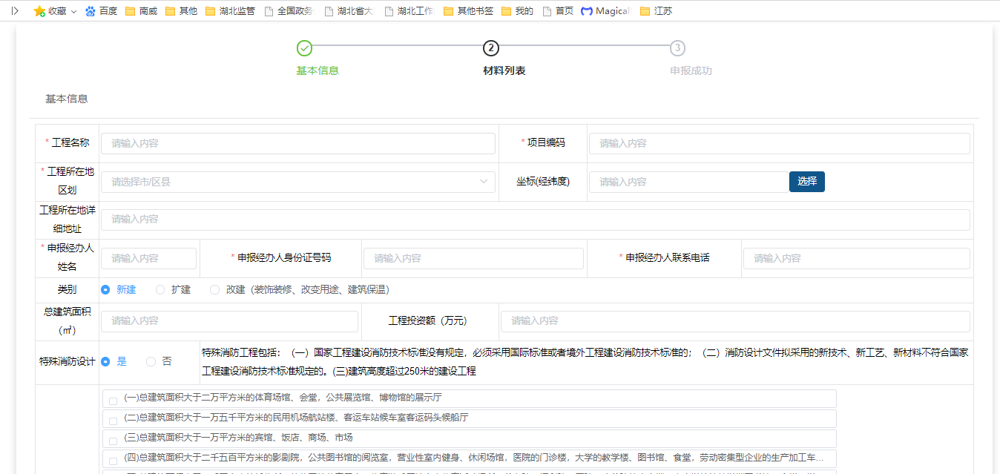 收藏 百度 南威 其他 湖北监管 全国政务 湖北省大 湖北工作 其他书签 我的 首页 Magical 江苏
2 3
基本信息 材料列表 申报成功
基本信息
* 工程名称 请输入内容 * 项目编码 请输入内容
* 工程所在地区划 请选择市/区县 坐标(经纬度) 请输入内容 选择
工程所在地详细地址 请输入内容
* 申报经办人姓名 请输入内容 * 申报经办人身份证号码 请输入内容 * 申报经办人联系电话 请输入内容
类别 新建 扩建 改建（装饰装修、改变用途、建筑保温）
总建筑面积（㎡） 请输入内容 工程投资额（万元） 请输入内容
特殊消防设计 是 否
特殊消防工程包括：（一）国家工程建设消防技术标准没有规定，必须采用国际标准或者境外工程建设消防技术标准的；（二）消防设计文件拟采用的新技术、新工艺、新材料不符合国家
工程建设消防技术标准规定的。(三)建筑高度超过250米的建设工程
(一)总建筑面积大于二万平方米的体育场馆、会堂，公共展览馆、博物馆的展示厅
(二)总建筑面积大于一万五千平方米的民用机场航站楼、客运车站候车室客运码头候船厅
(三)总建筑面积大于一万平方米的宾馆、饭店、商场、市场
(四)总建筑面积大于二千五百平方米的影剧院，公共图书馆的阅览室，营业性室内健身、休闲场馆，医院的门诊楼，大学的教学楼、图书馆、食堂，劳动密集型企业的生产加工车...